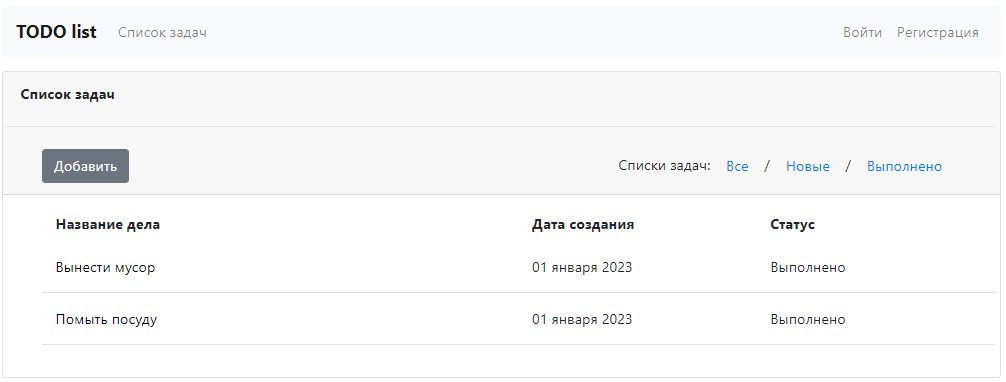 TODO list Список задач Войти Регистрация
Список задач
Добавить Списки задач: Все / Новые / Выполнено
Название дела Дата создания Статус
Вынести мусор 01 января 2023 Выполнено
Помыть посуду 01 января 2023 Выполнено